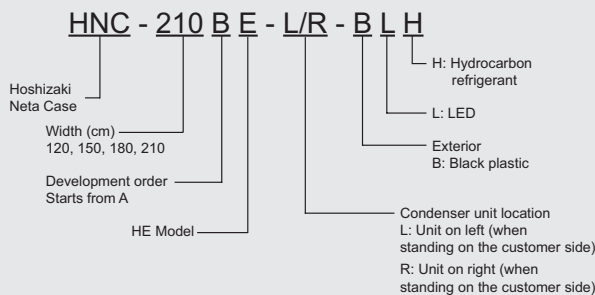 HNC - 210 B E - L/R - B L H
H: Hydrocarbon
refrigerant
Hoshizaki
Neta Case
L: LED
Width (cm)
120, 150, 180, 210
Exterior
B: Black plastic
Development order
Starts from A
HE Model
Condenser unit location
L: Unit on left (when
standing on the customer side)
R: Unit on right (when
standing on the customer side)